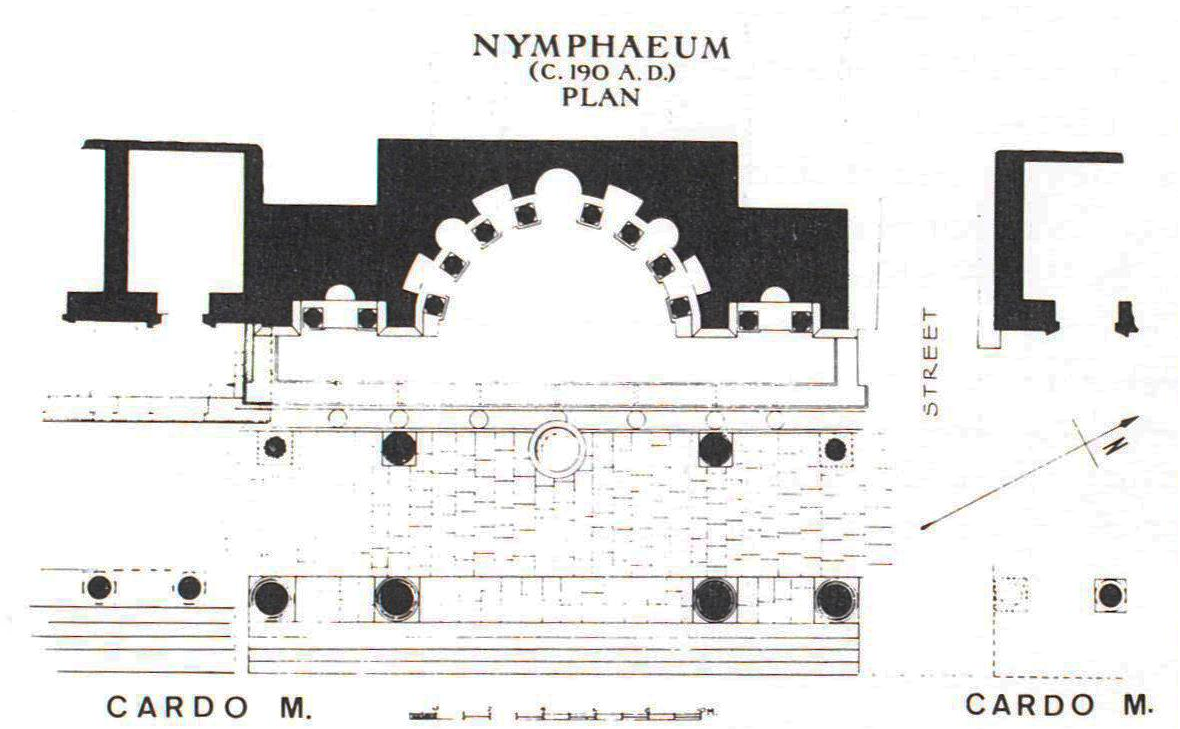 NYMPHAEUM
(C. 190 A.D.)
PLAN
STREET
N
CARDO M.
CARDO M.